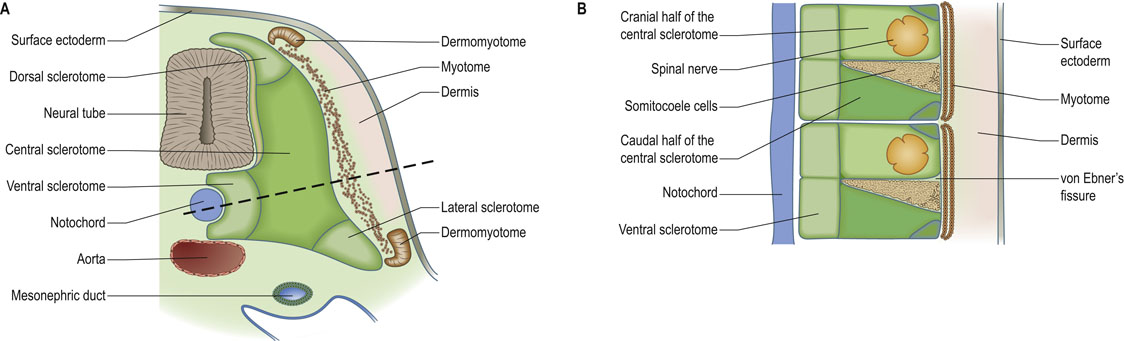 A
Surface ectoderm
Dorsal sclerotome
Neural tube
Central sclerotome
Ventral sclerotome
Notochord
Aorta
Mesonephric duct
Dermomyotome
Myotome
Dermis
Lateral sclerotome
Dermomyotome
B
Cranial half of the
central sclerotome
Spinal nerve
Somitocoele cells
Caudal half of the
central sclerotome
Notochord
Ventral sclerotome
Surface
ectoderm
Myotome
Dermis
von Ebner's
fissure